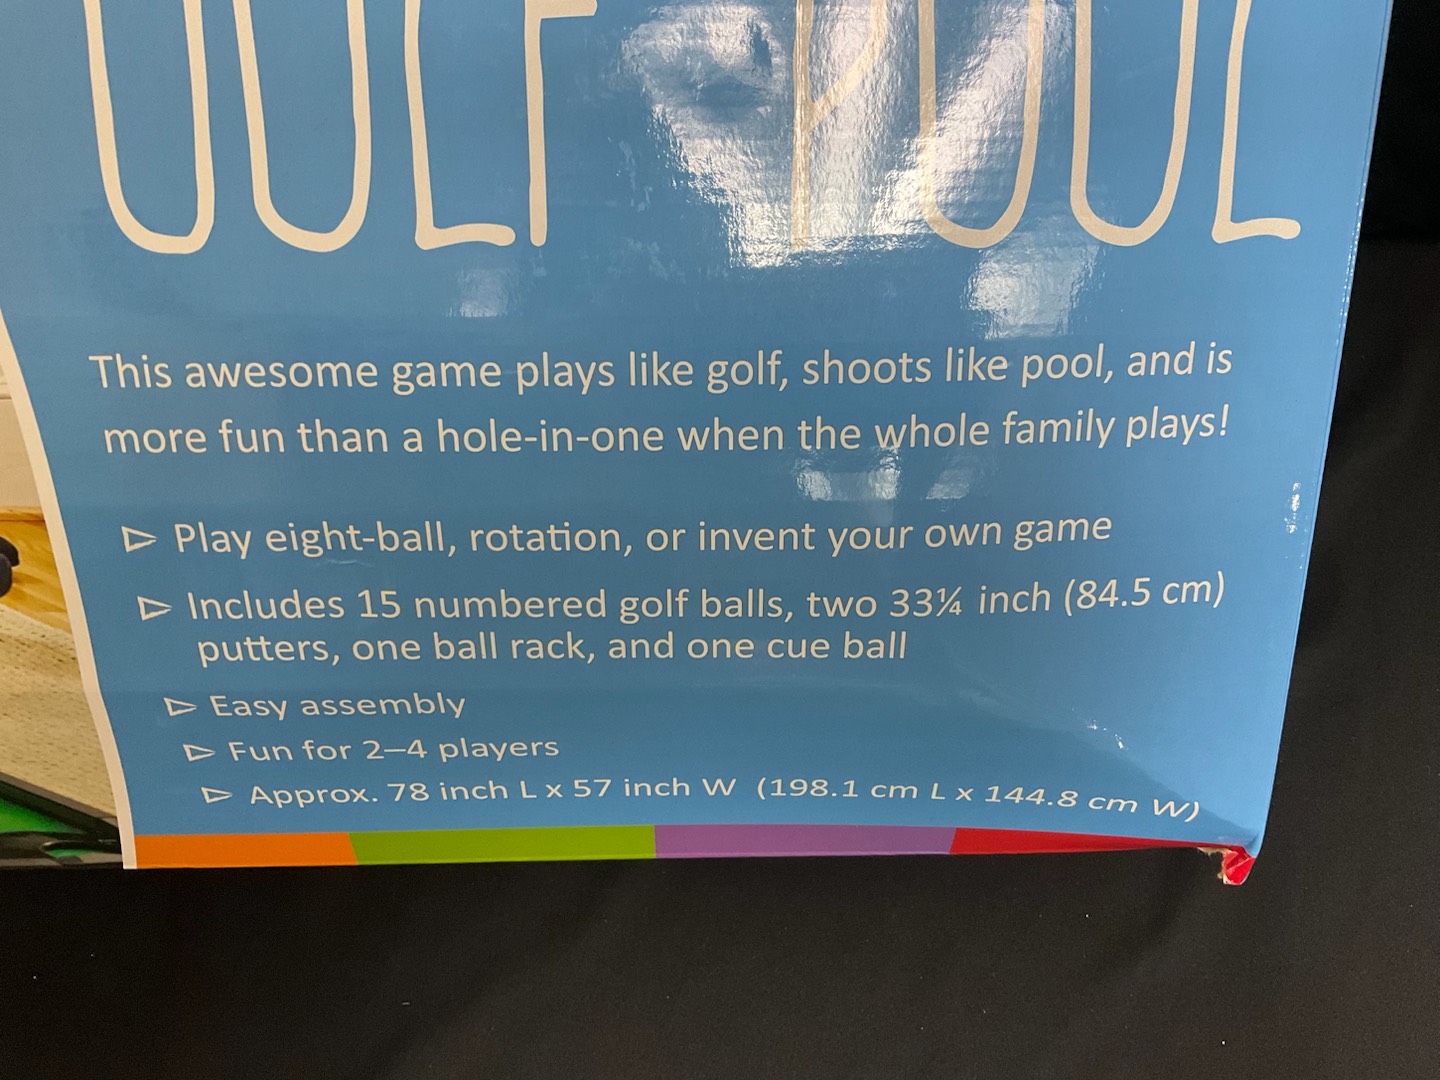 GOLF POOL
This awesome game plays like golf, shoots like pool, and is
more fun than a hole-in-one when the whole family plays!
▻ Play eight-ball, rotation, or invent your own game
▻ Includes 15 numbered golf balls, two 33¼ inch (84.5 cm)
putters, one ball rack, and one cue ball
▻ Easy assembly
▻ Fun for 2–4 players
▻ Approx. 78 inch L x 57 inch W (198.1 cm L x 144.8 cm W)